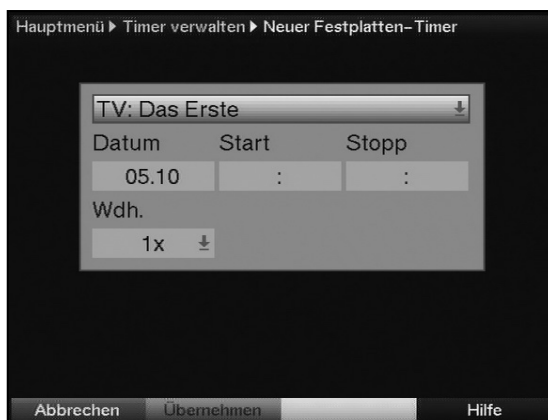 Hauptmenü ▶ Timer verwalten ▶ Neuer Festplatten-Timer
TV: Das Erste
Datum Start Stopp
05.10 : :
Wdh.
1x
Abbrechen Übernehmen Hilfe